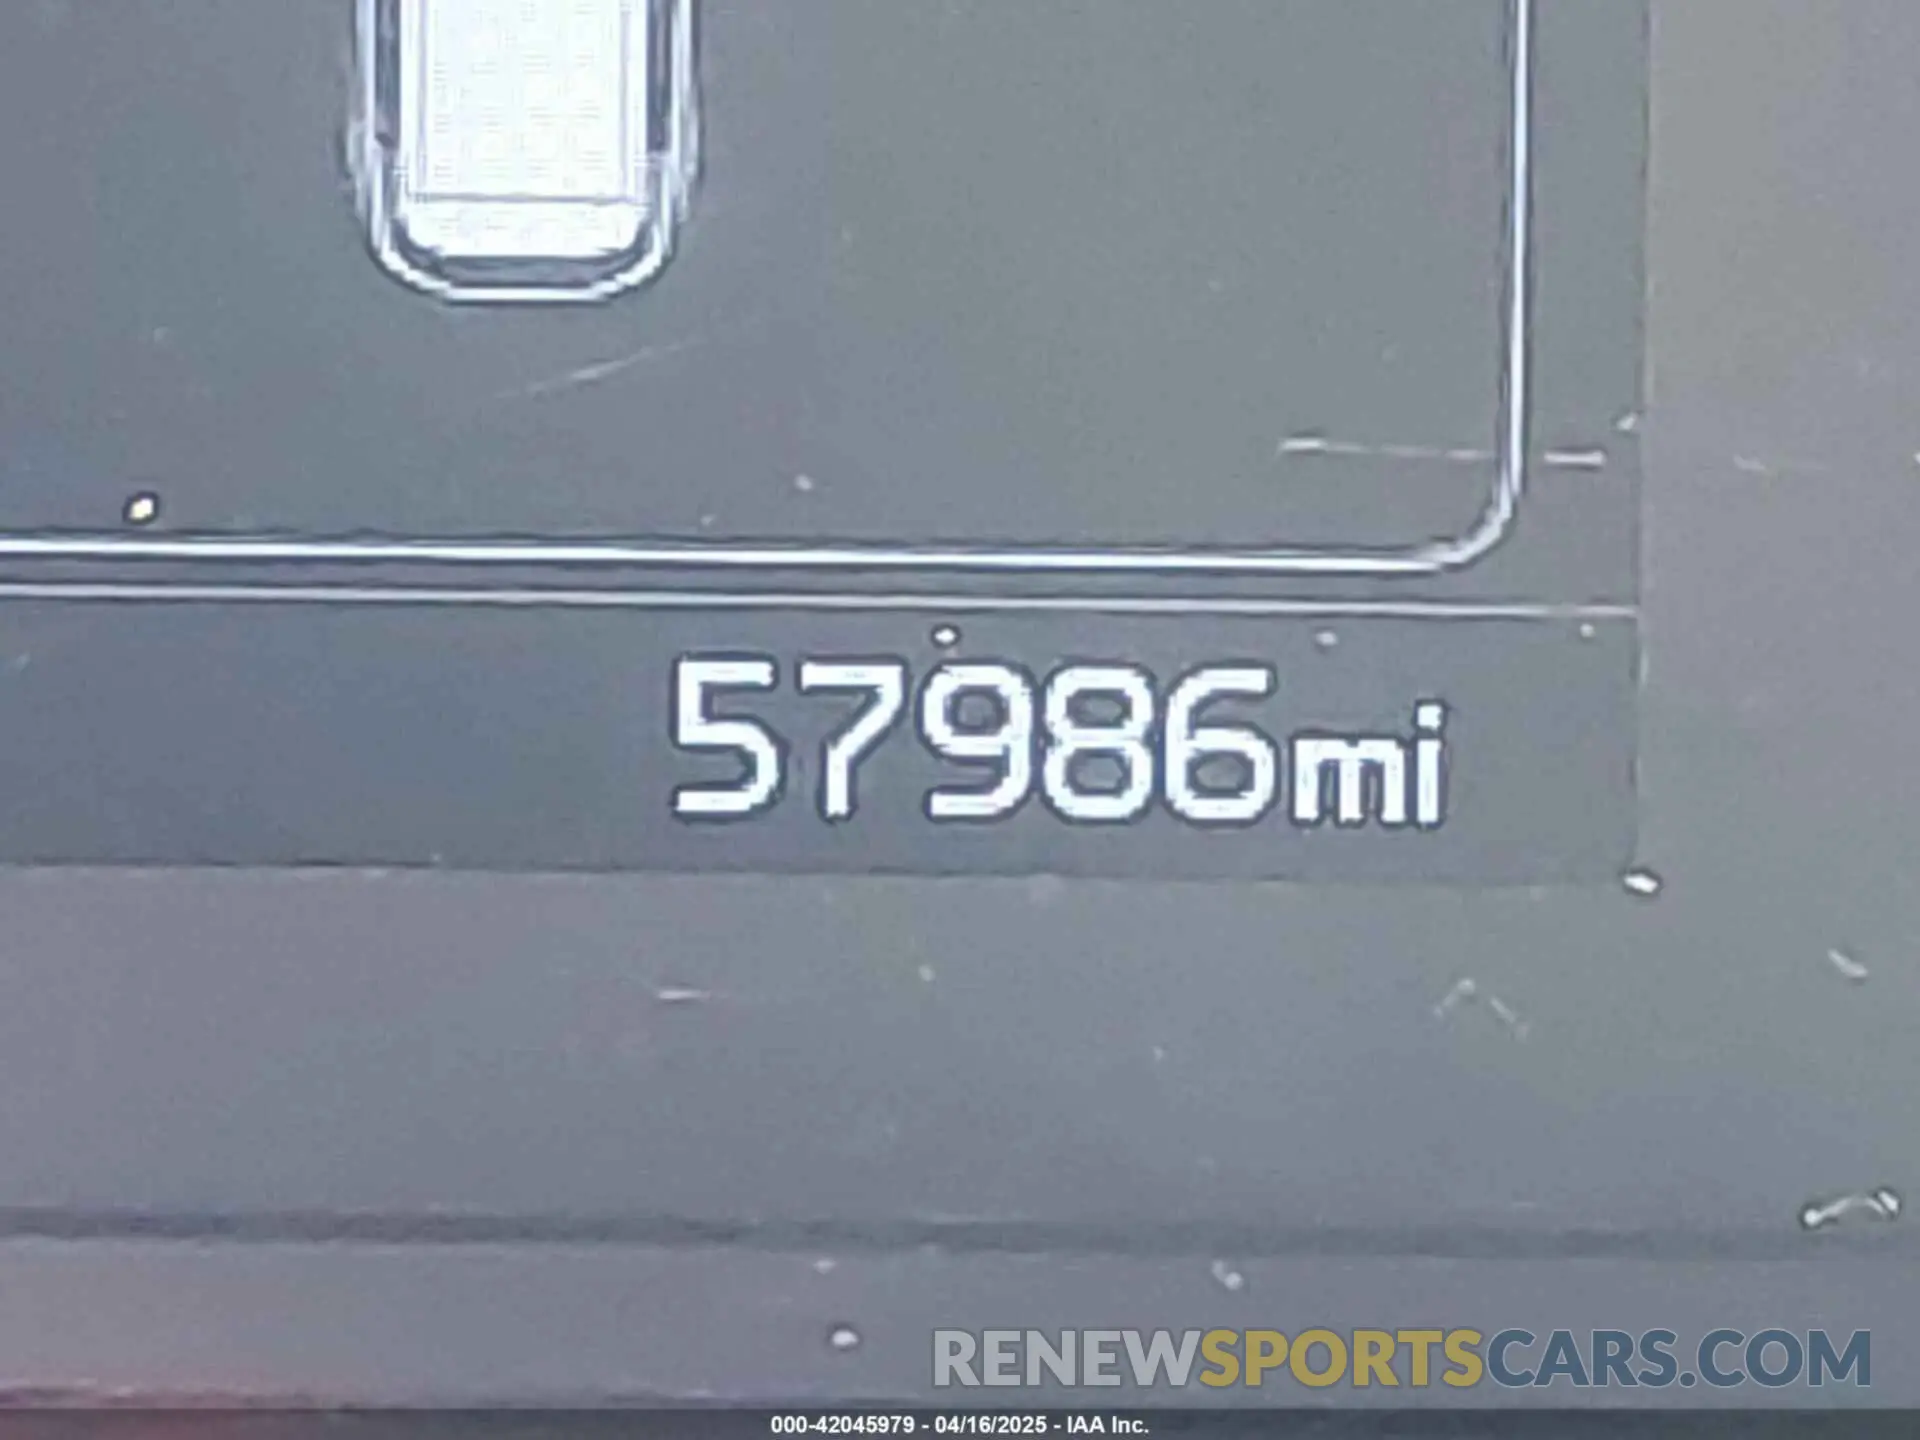 57986mi
RENEWSPORTSCARS.COM
000-42045979 - 04/16/2025 - IAA Inc.